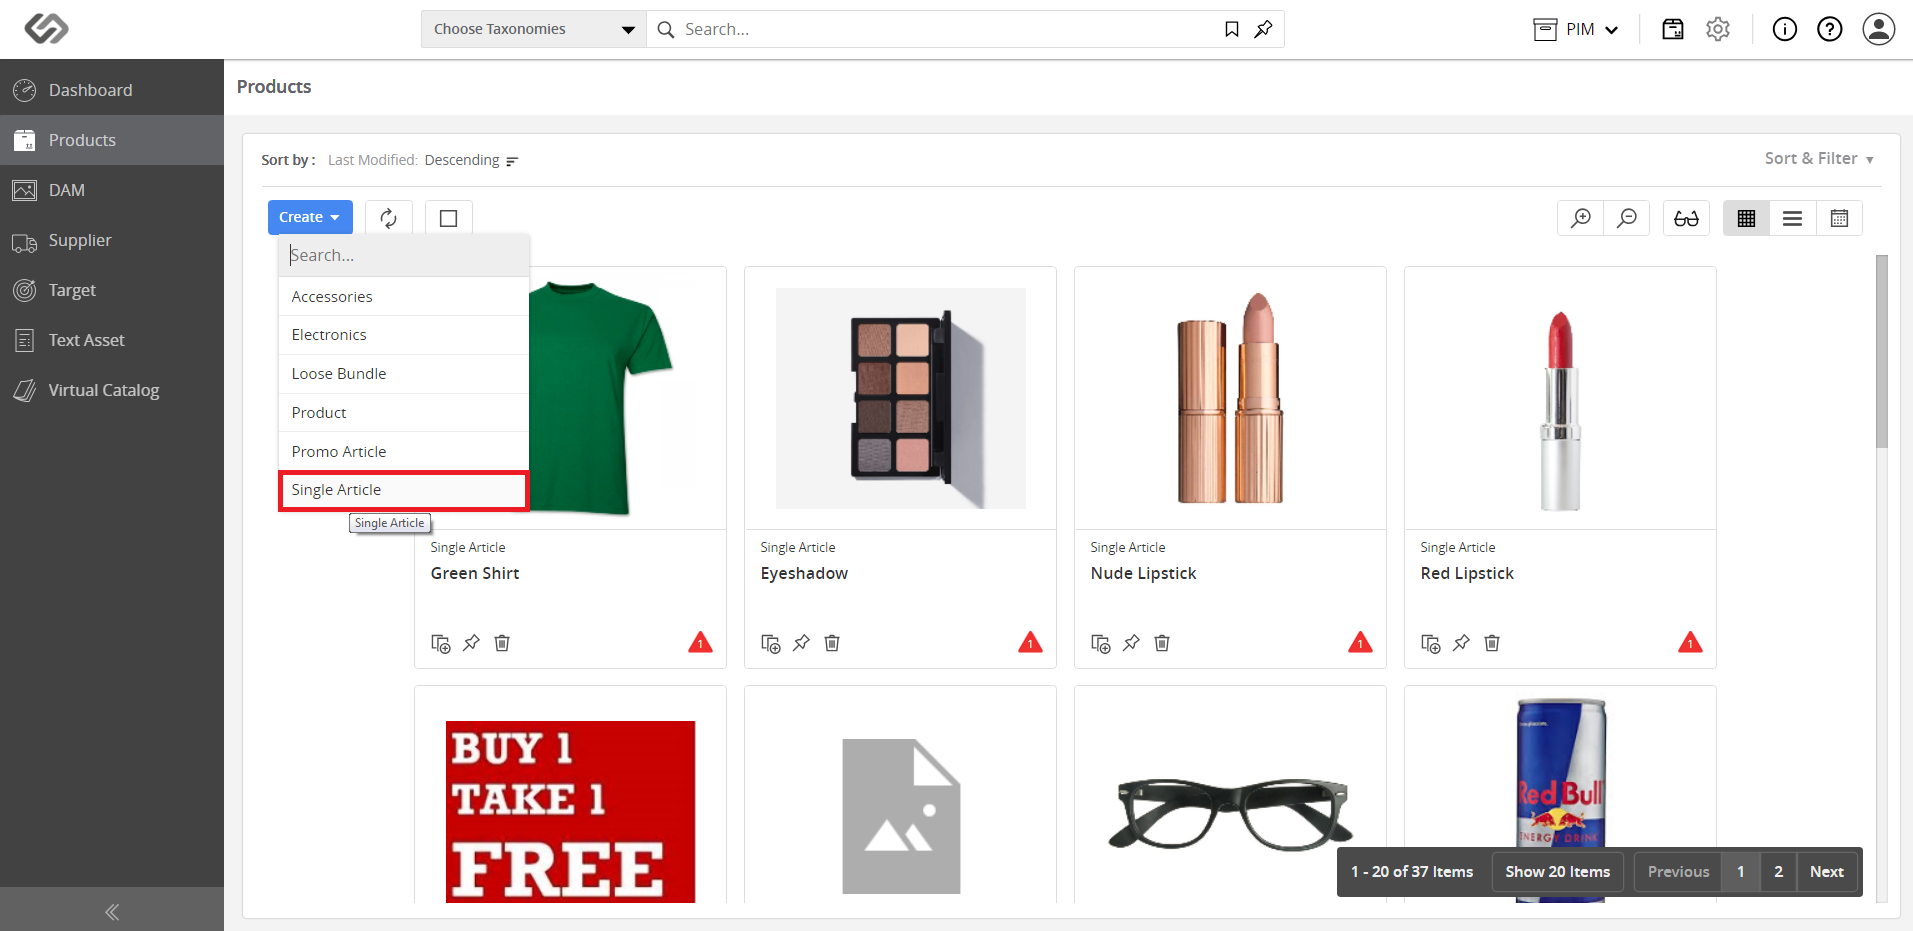 Choose Taxonomies
Search...
PIM
Dashboard
Products
DAM
Supplier
Target
Text Asset
Virtual Catalog
Products
Sort by : Last Modified: Descending
Sort & Filter
Create
Search...
Accessories
Electronics
Loose Bundle
Product
Promo Article
Single Article
Single Article
Single Article
Green Shirt
1
Single Article
Eyeshadow
1
Single Article
Nude Lipstick
1
Single Article
Red Lipstick
1
BUY 1
TAKE 1
FREE
Red Bull
ENERGY DRINK
1 - 20 of 37 Items
Show 20 Items
Previous
1
2
Next